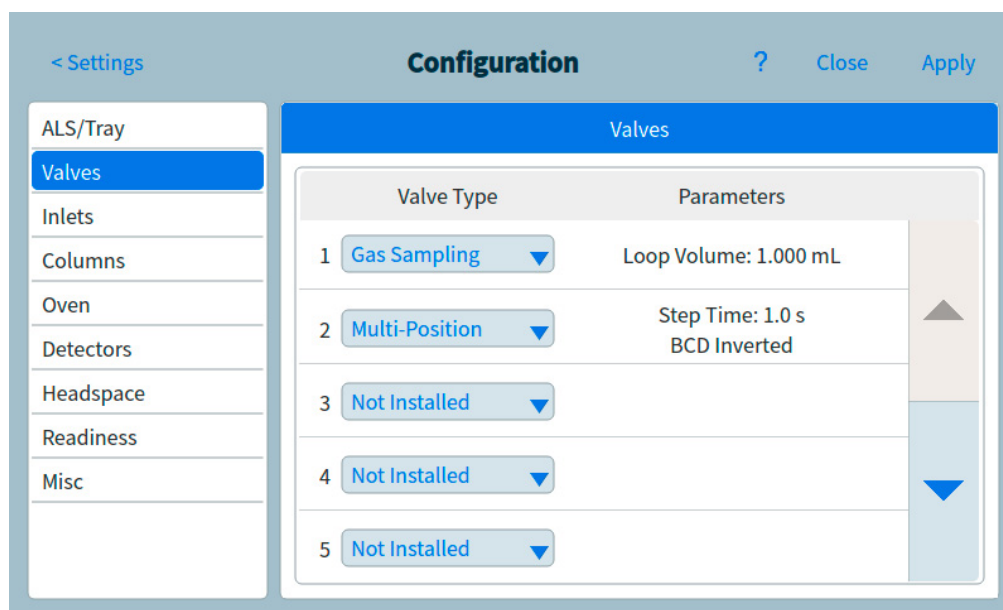 < Settings Configuration ? Close Apply
ALS/Tray
Valves
Inlets
Columns
Oven
Detectors
Headspace
Readiness
Misc
Valves
Valve Type Parameters
1 Gas Sampling Loop Volume: 1.000 mL
2 Multi-Position Step Time: 1.0 s
BCD Inverted
3 Not Installed
4 Not Installed
5 Not Installed